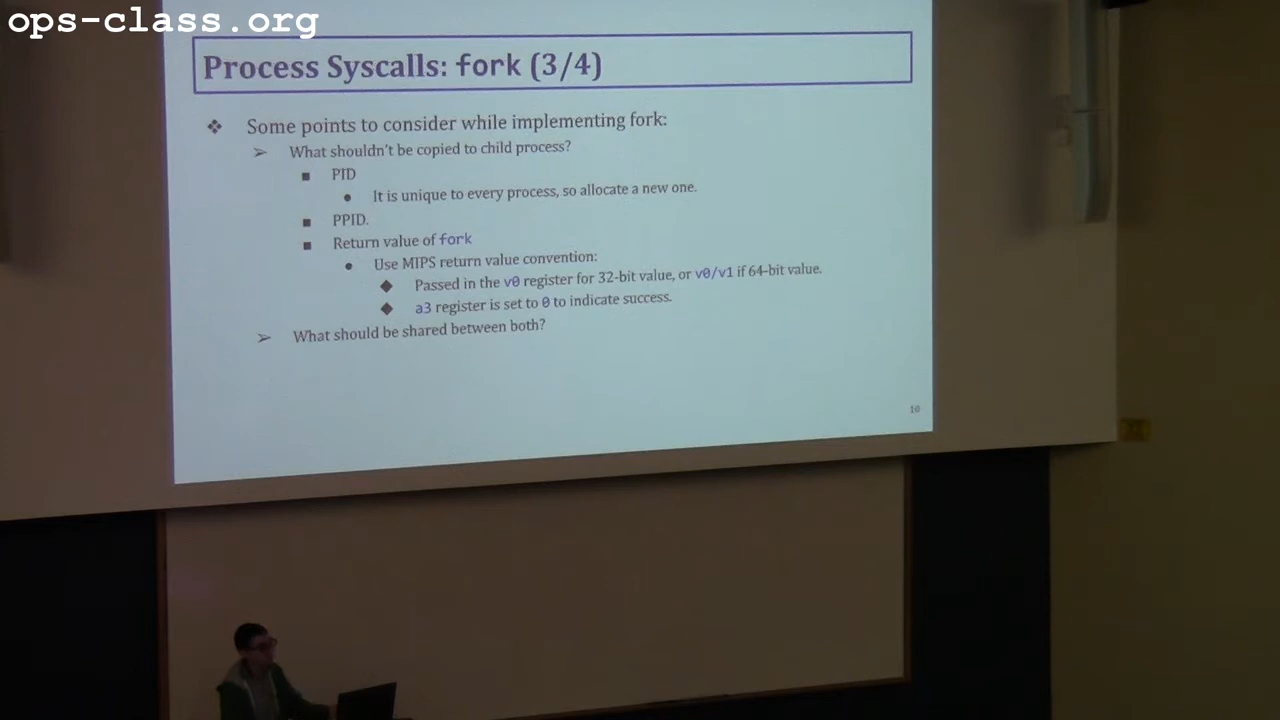 ops-class.org
Process Syscalls: fork (3/4)
❖ Some points to consider while implementing fork:
➢ What shouldn't be copied to child process?
■ PID
● It is unique to every process, so allocate a new one.
■ PPID.
■ Return value of fork
● Use MIPS return value convention:
◆ Passed in the v0 register for 32-bit value, or v0/v1 if 64-bit value.
◆ a3 register is set to 0 to indicate success.
➢ What should be shared between both?
10